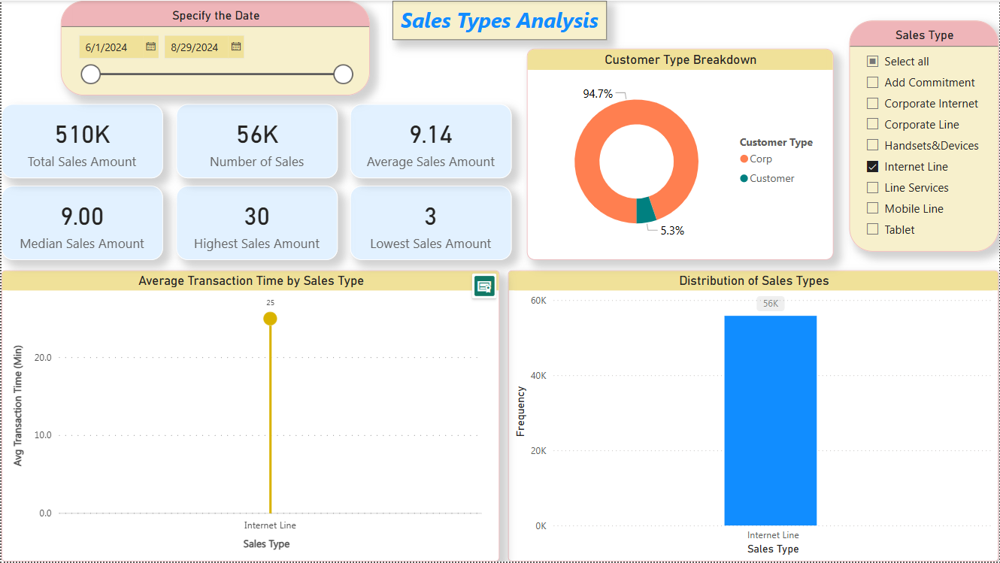 Specify the Date
6/1/2024
8/29/2024
Sales Types Analysis
510K
Total Sales Amount
56K
Number of Sales
9.14
Average Sales Amount
9.00
Median Sales Amount
30
Highest Sales Amount
3
Lowest Sales Amount
Customer Type Breakdown
94.7%
5.3%
Customer Type
Corp
Customer
Sales Type
Select all
Add Commitment
Corporate Internet
Corporate Line
Handsets&Devices
Internet Line
Line Services
Mobile Line
Tablet
Average Transaction Time by Sales Type
Avg Transaction Time (Min)
25
20.0
10.0
0.0
Internet Line
Sales Type
Distribution of Sales Types
Frequency
60K
56K
40K
20K
0K
Internet Line
Sales Type